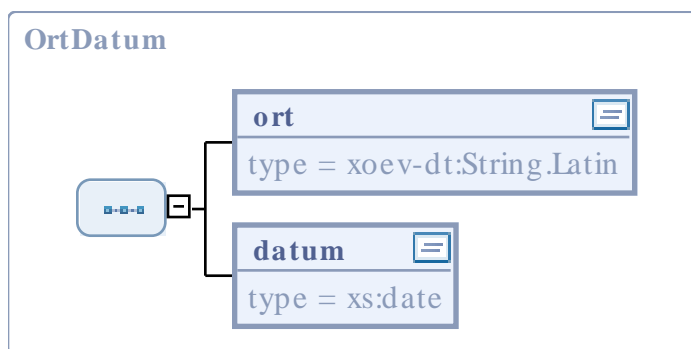 OrtDatum
ort
type = xoev-dt:String.Latin
datum
type = xs:date